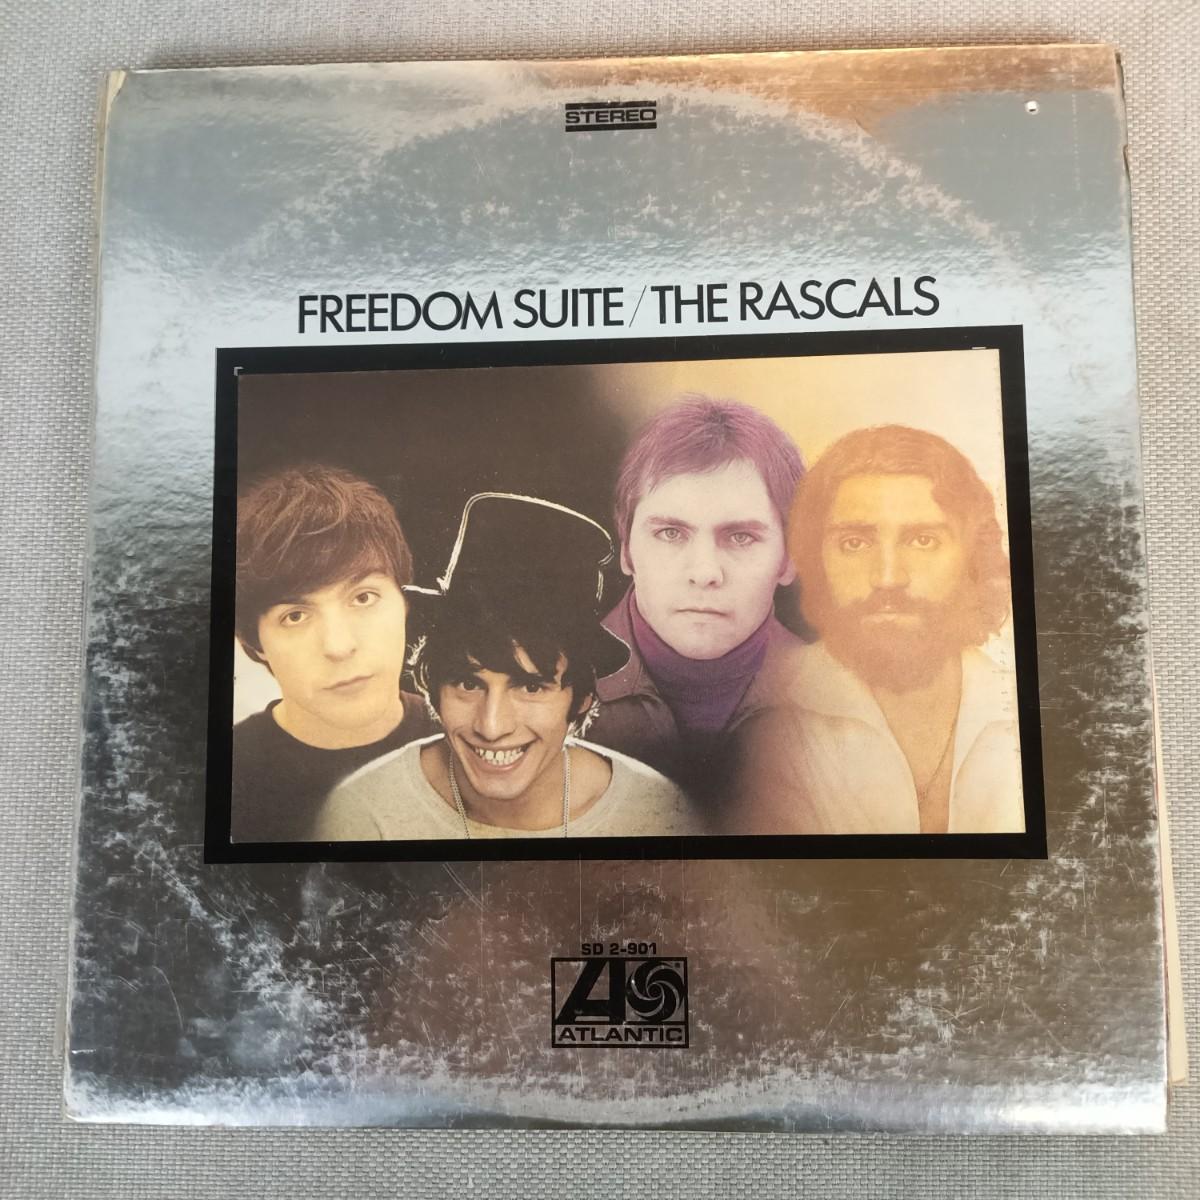 STEREO
FREEDOM SUITE/THE RASCALS
SD 2-901
ATLANTIC